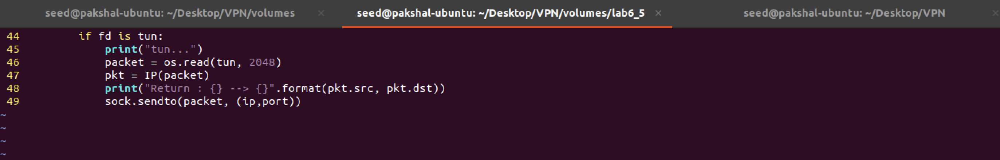 seed@pakshal-ubuntu: ~/Desktop/VPN/volumes × seed@pakshal-ubuntu: ~/Desktop/VPN/volumes/lab6_5 × seed@pakshal-ubuntu: ~/Desktop/VPN ×
44         if fd is tun:
45             print("tun...")
46             packet = os.read(tun, 2048)
47             pkt = IP(packet)
48             print("Return : {} --> {}".format(pkt.src, pkt.dst))
49             sock.sendto(packet, (ip,port))
~
~
~
~